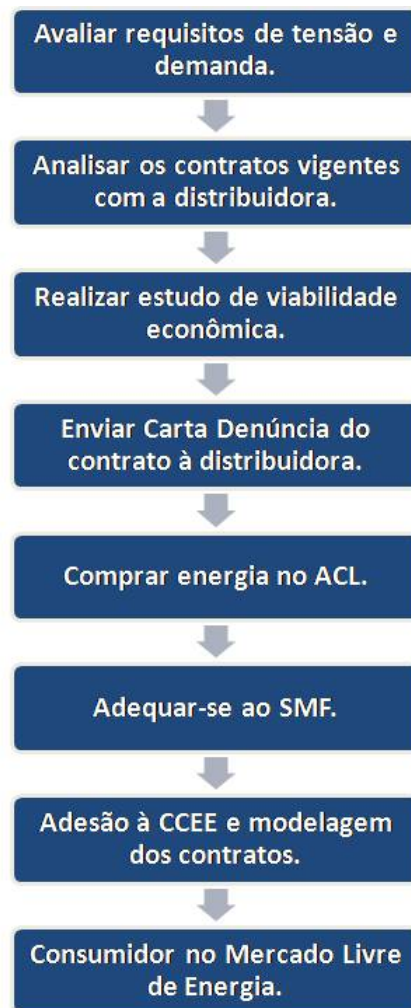 Avaliar requisitos de tensão e
demanda.
Analisar os contratos vigentes
com a distribuidora.
Realizar estudo de viabilidade
econômica.
Enviar Carta Denúncia do
contrato à distribuidora.
Comprar energia no ACL.
Adequar-se ao SMF.
Adesão à CCEE e modelagem
dos contratos.
Consumidor no Mercado Livre
de Energia.